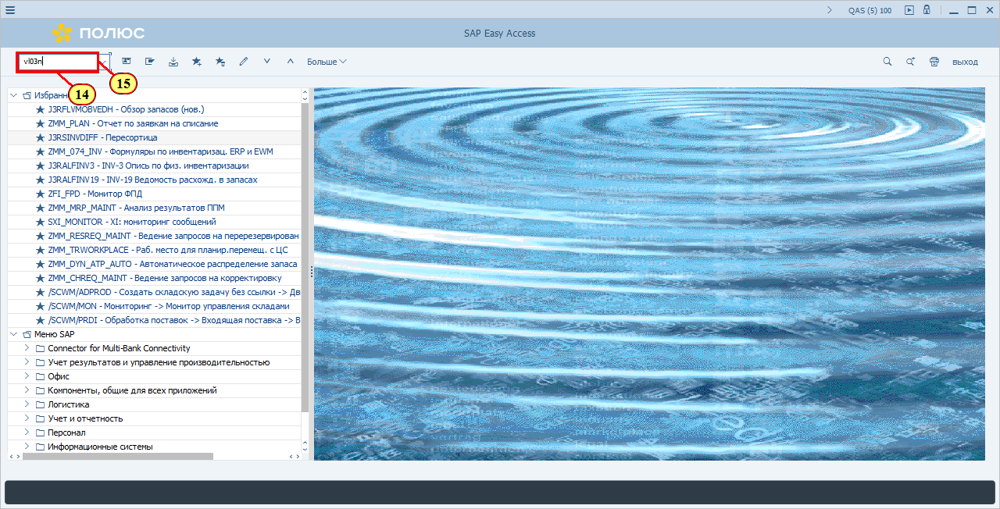 QAS (5) 100
ПОЛЮС
SAP Easy Access
vl03n
Больше
выход
14
15
Избранн
J3RFLVMOBVEDH - Обзор запасов (нов.)
ZMM_PLAN - Отчет по заявкам на списание
J3RSINVDIFF - Пересортица
ZMM_074_INV - Формуляры по инвентаризац. ERP и EWM
J3RALFINV3 - INV-3 Опись по физ. инвентаризации
J3RALFINV19 - INV-19 Ведомость расхожд. в запасах
ZFI_FPD - Монитор ФПД
ZMM_MRP_MAINT - Анализ результатов ППМ
SXI_MONITOR - XI: мониторинг сообщений
ZMM_RESREQ_MAINT - Ведение запросов на перерезервирован
ZMM_TRWORKPLACE - Раб. место для планир.перемещ. с ЦС
ZMM_DYN_ATP_AUTO - Автоматическое распределение запаса
ZMM_CHREQ_MAINT - Ведение запросов на корректировку
/SCWM/ADPROD - Создать складскую задачу без ссылки -> Дв
/SCWM/MON - Мониторинг -> Монитор управления складами
/SCWM/PRDI - Обработка поставок -> Входящая поставка -> В
Меню SAP
Connector for Multi-Bank Connectivity
Учет результатов и управление производительностью
Офис
Компоненты, общие для всех приложений
Логистика
Учет и отчетность
Персонал
Информационные системы